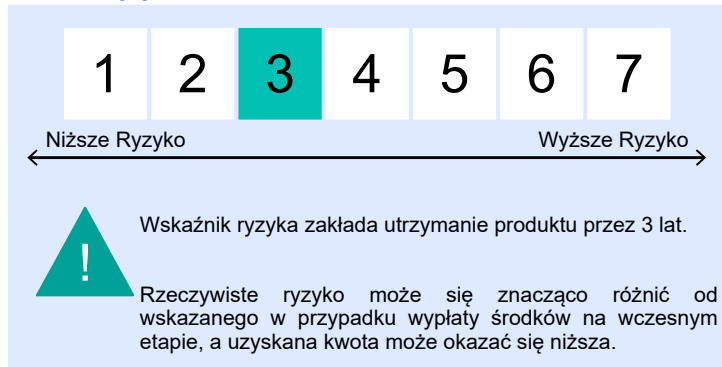 1 2 3 4 5 6 7
Niższe Ryzyko Wyższe Ryzyko
! Wskaźnik ryzyka zakłada utrzymanie produktu przez 3 lat.
Rzeczywiste ryzyko może się znacząco różnić od
wskazanego w przypadku wypłaty środków na wczesnym
etapie, a uzyskana kwota może okazać się niższa.